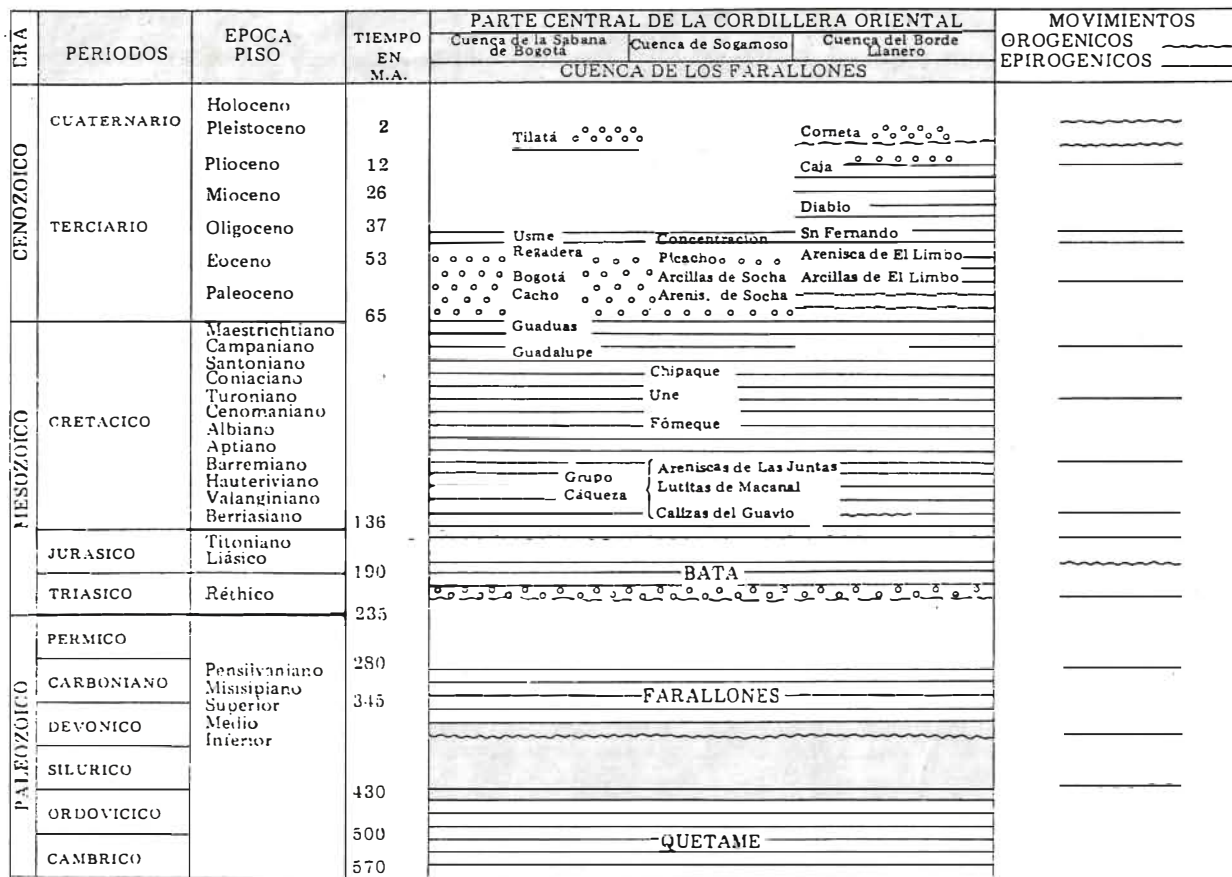 ERA
PERIODOS
EPOCA
PISO
TIEMPO
EN
M.A.
PARTE CENTRAL DE LA CORDILLERA ORIENTAL
Cuenca de la Sabana
de Bogotá
Cuenca de Sogamoso
Cuenca del Borde
Llanero
CUENCA DE LOS FARALLONES
MOVIMIENTOS
OROGENICOS
EPIROGENICOS
CENOZOICO
CUATERNARIO
Holoceno
Pleistoceno 2
Tilatá
Corneta
Plioceno 12
Caja
Mioceno 26
Diablo
TERCIARIO
Oligoceno 37
Usme
Concentración
Sn Fernando
Eoceno 53
Regadera
Picacho
Arenisca de El Limbo
Bogotá
Arcillas de Socha
Arcillas de El Limbo
Paleoceno
Cacho
Arenis. de Socha
65
MESOZOICO
CRETACICO
Maestrichtiano
Guaduas
Campaniano
Guadalupe
Santoniano
Coniaciano
Chipaque
Turoniano
Une
Cenomaniano
Albiano
Fómeque
Aptiano
Barremiano
Areniscas de Las Juntas
Hauteriviano
Grupo
Cáqueza
Lutitas de Macanal
Valanginiano
Berriasiano
Calizas del Guavio
136
JURASICO
Titoniano
Liásico
190
BATA
TRIASICO
Réthico
235
PALEOZOICO
PERMICO
280
CARBONIANO
Pensilvaniano
Misisipiano
345
FARALLONES
DEVONICO
Superior
Medio
Inferior
SILURICO
430
ORDOVICICO
500
QUETAME
CAMBRICO
570